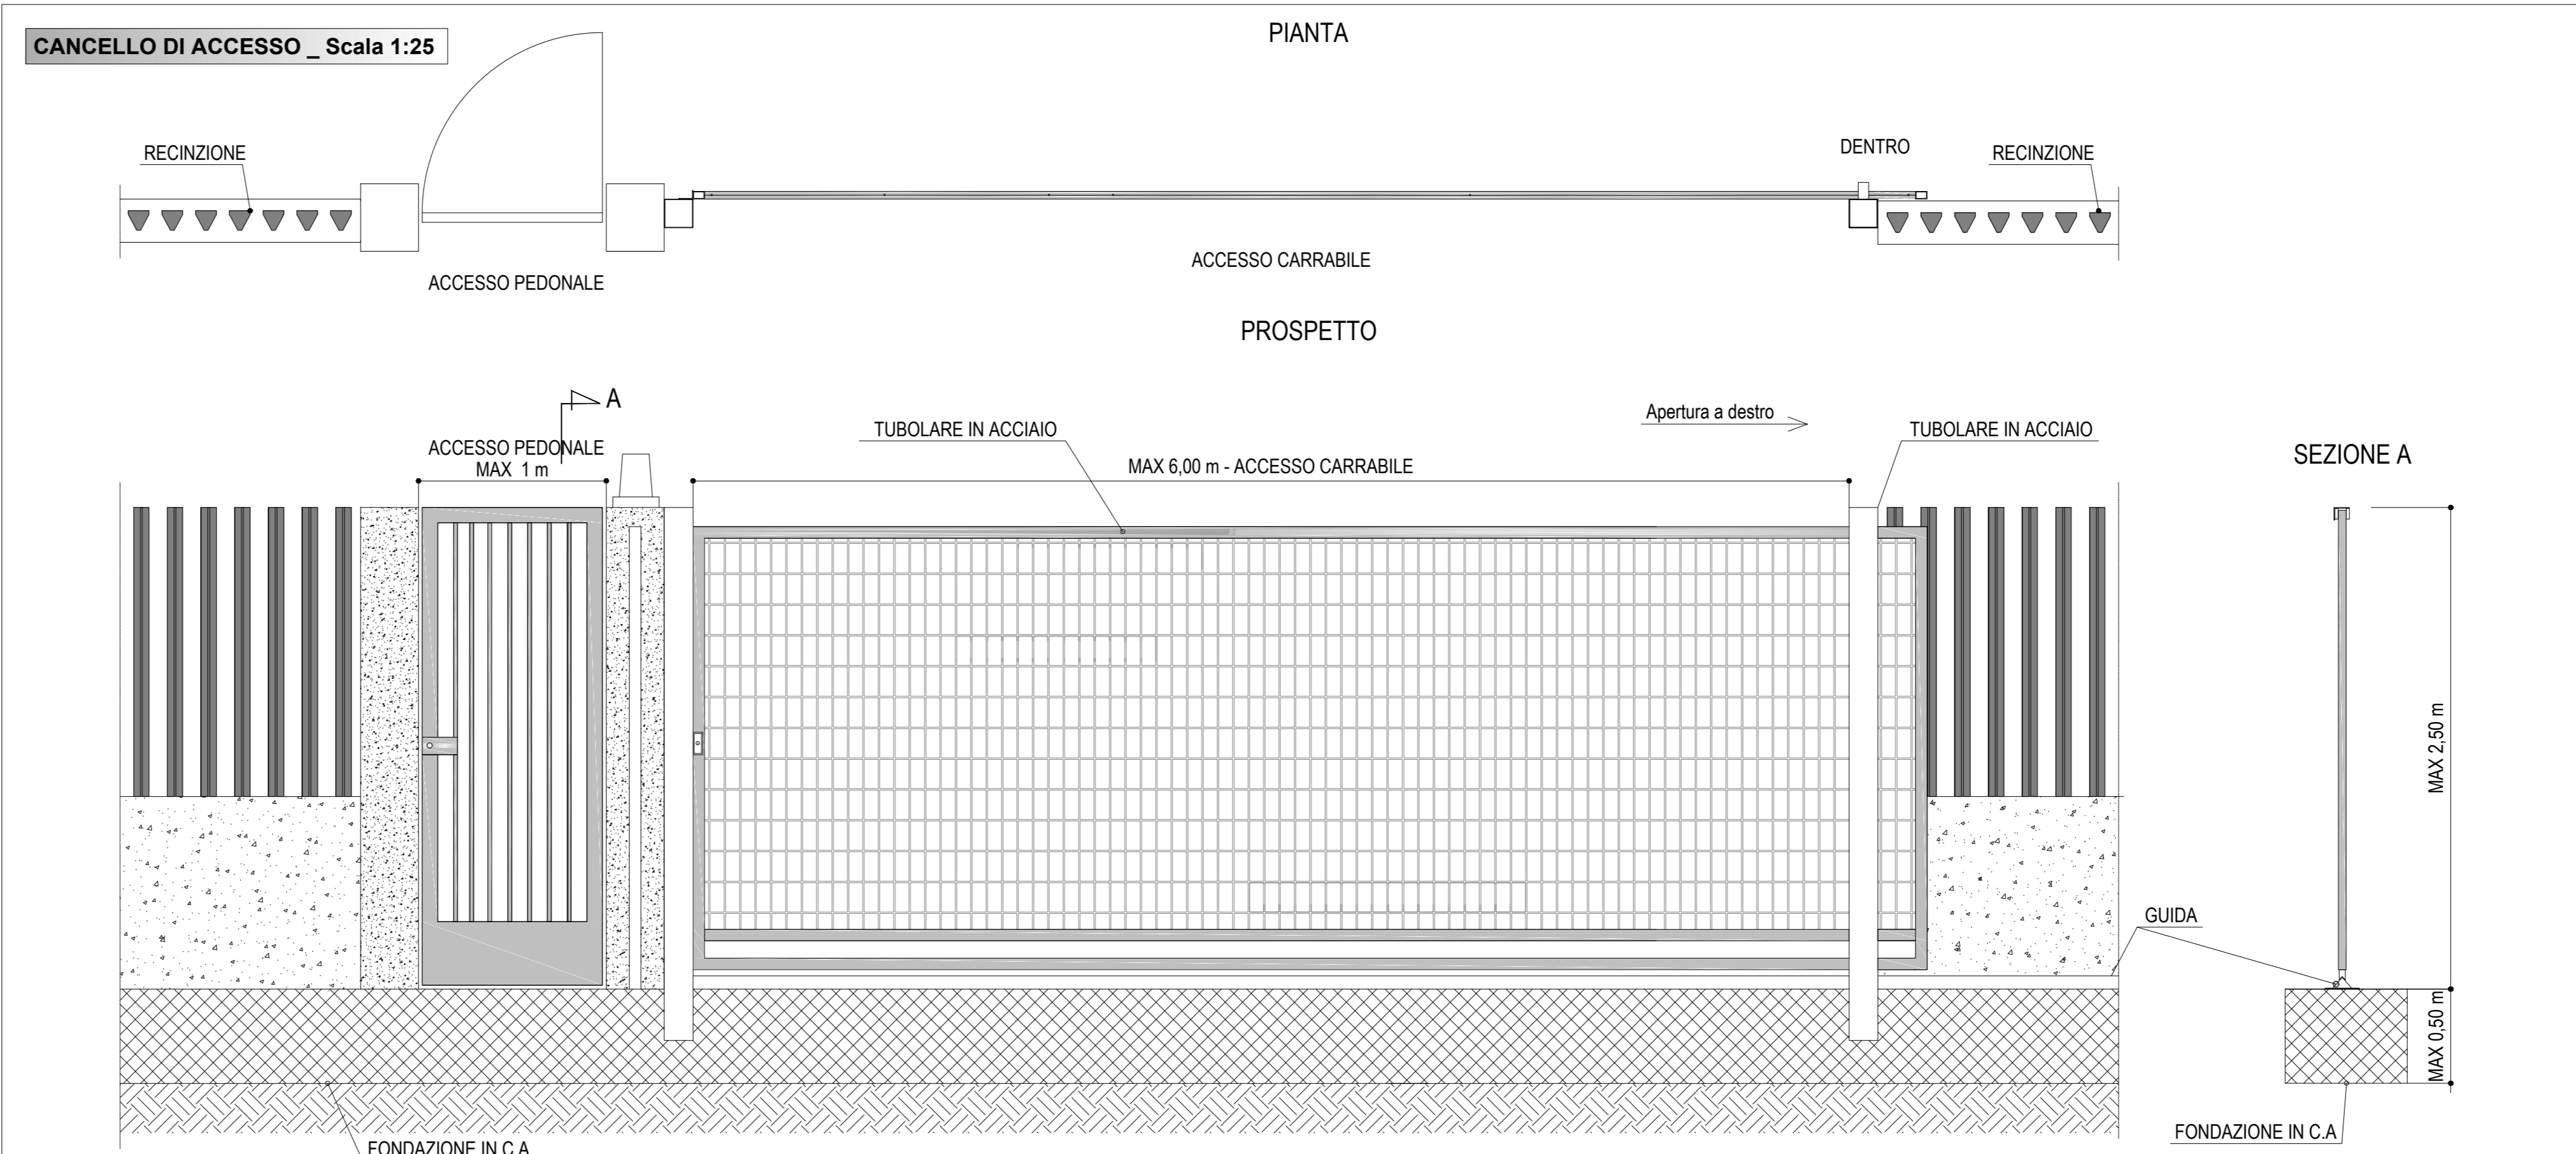 CANCELLO DI ACCESSO _ Scala 1:25
PIANTA
RECINZIONE
DENTRO
RECINZIONE
ACCESSO PEDONALE
ACCESSO CARRABILE
PROSPETTO
A
ACCESSO PEDONALE
MAX 1 m
TUBOLARE IN ACCIAIO
MAX 6,00 m - ACCESSO CARRABILE
Apertura a destro
TUBOLARE IN ACCIAIO
SEZIONE A
MAX 2,50 m
GUIDA
MAX 0,50 m
FONDAZIONE IN C.A
FONDAZIONE IN C.A